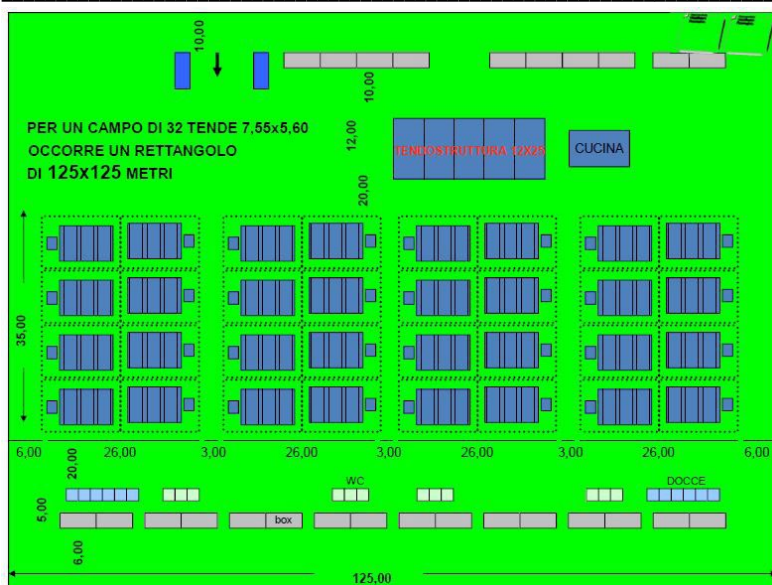 10,00
10,00
PER UN CAMPO DI 32 TENDE 7,55x5,60
OCCORRE UN RETTANGOLO
DI 125x125 METRI
12,00
TENDOSTRUTTURA 12X25
CUCINA
20,00
35,00
6,00 26,00 3,00 26,00 3,00 26,00 3,00 26,00 6,00
20,00
WC
DOCCE
5,00
box
6,00
125,00